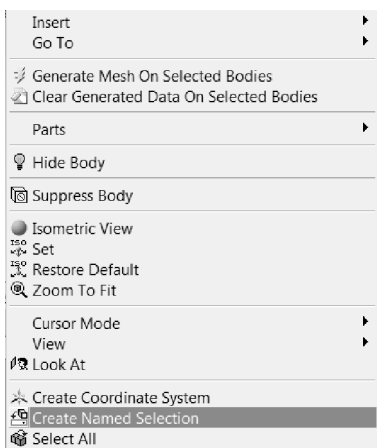 Insert
Go To
Generate Mesh On Selected Bodies
Clear Generated Data On Selected Bodies
Parts
Hide Body
Suppress Body
Isometric View
ISO Set
ISO Restore Default
Zoom To Fit
Cursor Mode
View
Look At
Create Coordinate System
Create Named Selection
Select All